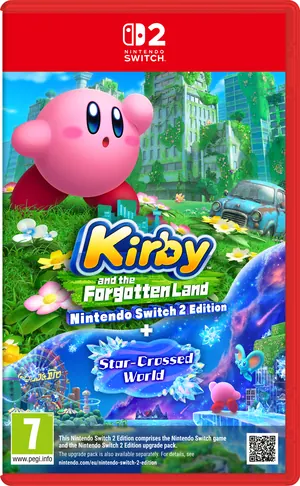 2
NINTENDO
SWITCH™
Kirby
and the
Forgotten Land
Nintendo Switch 2 Edition
+
Star-Crossed
World
7
www.pegi.info
This Nintendo Switch 2 Edition comprises the Nintendo Switch game
and the Nintendo Switch 2 Edition upgrade pack.
The upgrade pack is also available separately. For details, see
nintendo.com/eu/nintendo-switch-2-edition